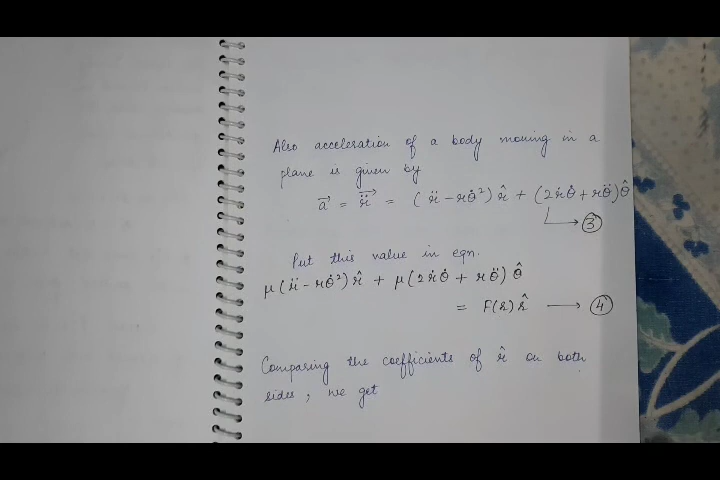 Also acceleration of a body moving in a
plane is given by
a⃗ = r̈⃗ = (r̈ - rθ̇²) r̂ + (2ṙθ̇ + rθ̈) θ̂
→ ③
Put this value in eqn.
μ(r̈ - rθ̇²) r̂ + μ(2ṙθ̇ + rθ̈) θ̂
= F(r) r̂ → ④
Comparing the coefficients of r̂ on both
sides, we get